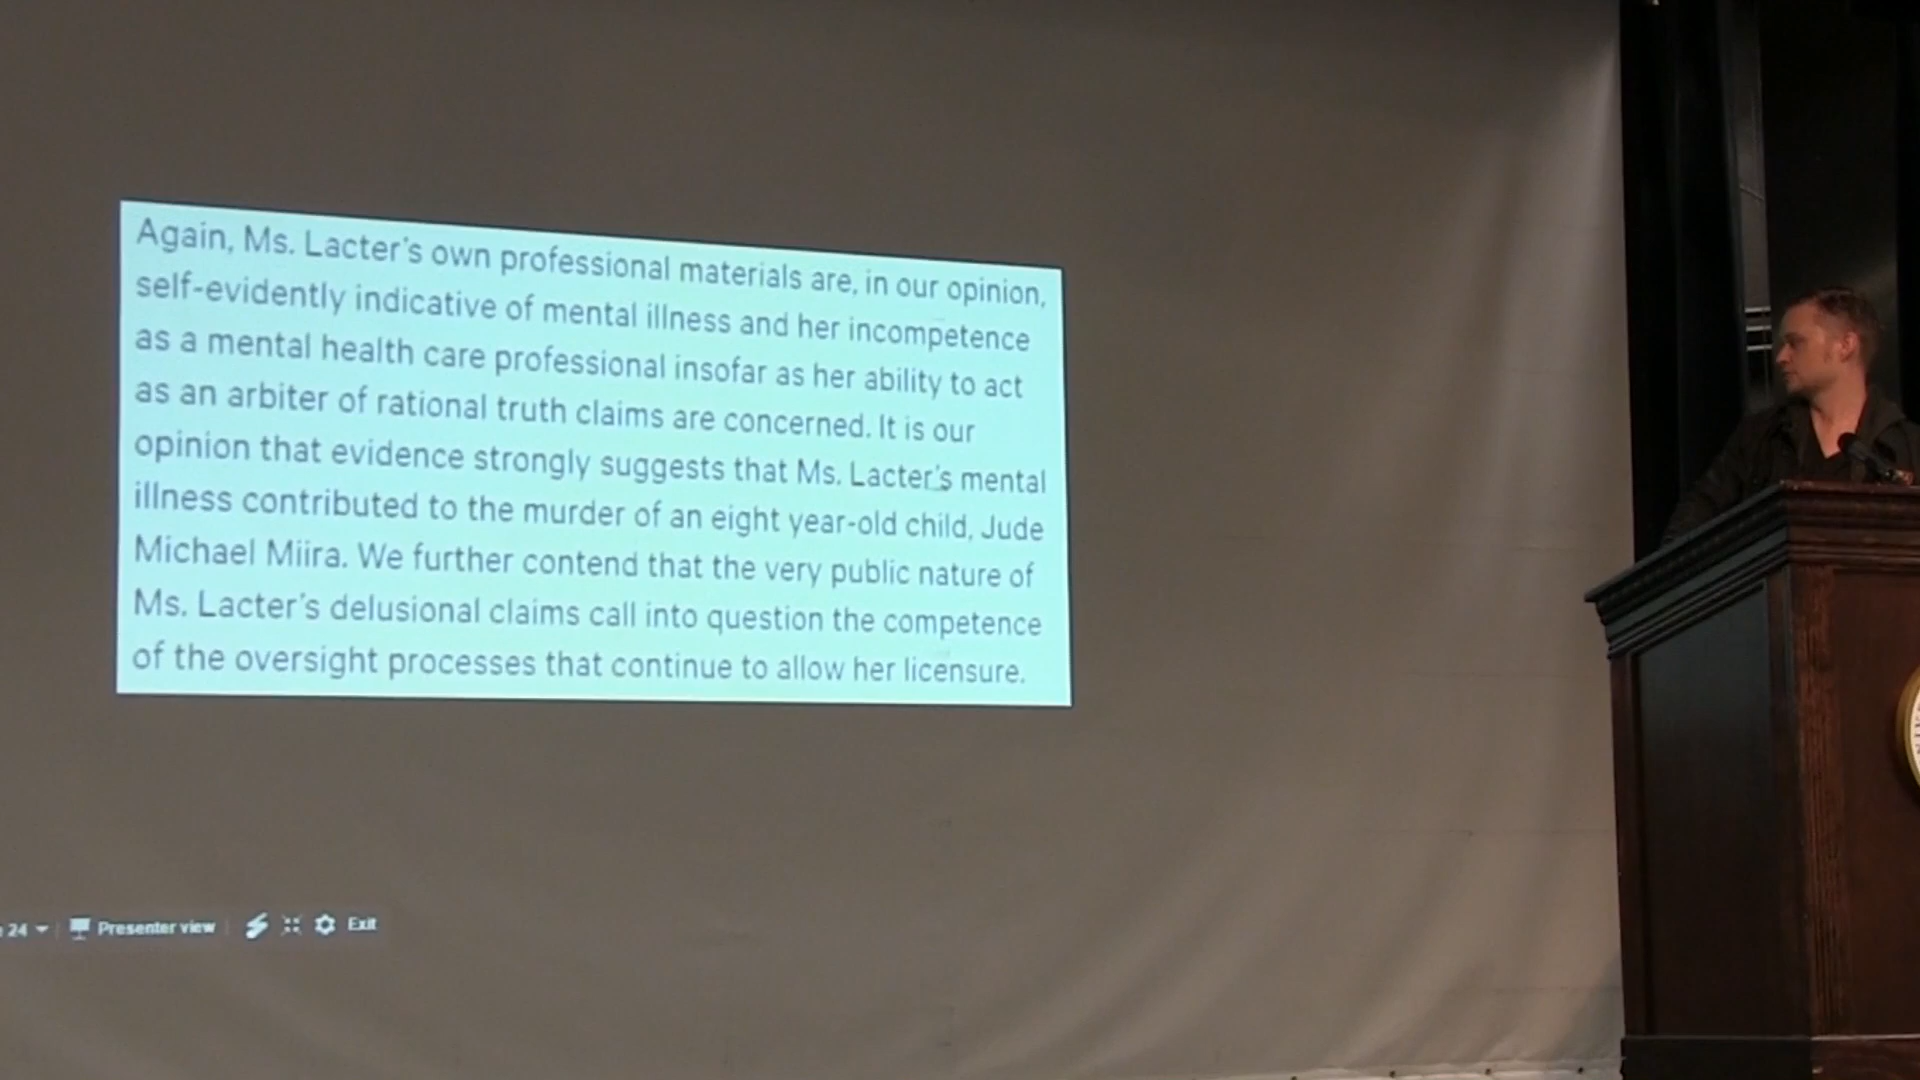 Again, Ms. Lacter's own professional materials are, in our opinion,
self-evidently indicative of mental illness and her incompetence
as a mental health care professional insofar as her ability to act
as an arbiter of rational truth claims are concerned. It is our
opinion that evidence strongly suggests that Ms. Lacter's mental
illness contributed to the murder of an eight year-old child, Jude
Michael Miira. We further contend that the very public nature of
Ms. Lacter's delusional claims call into question the competence
of the oversight processes that continue to allow her licensure.
24 Presenter view Exit